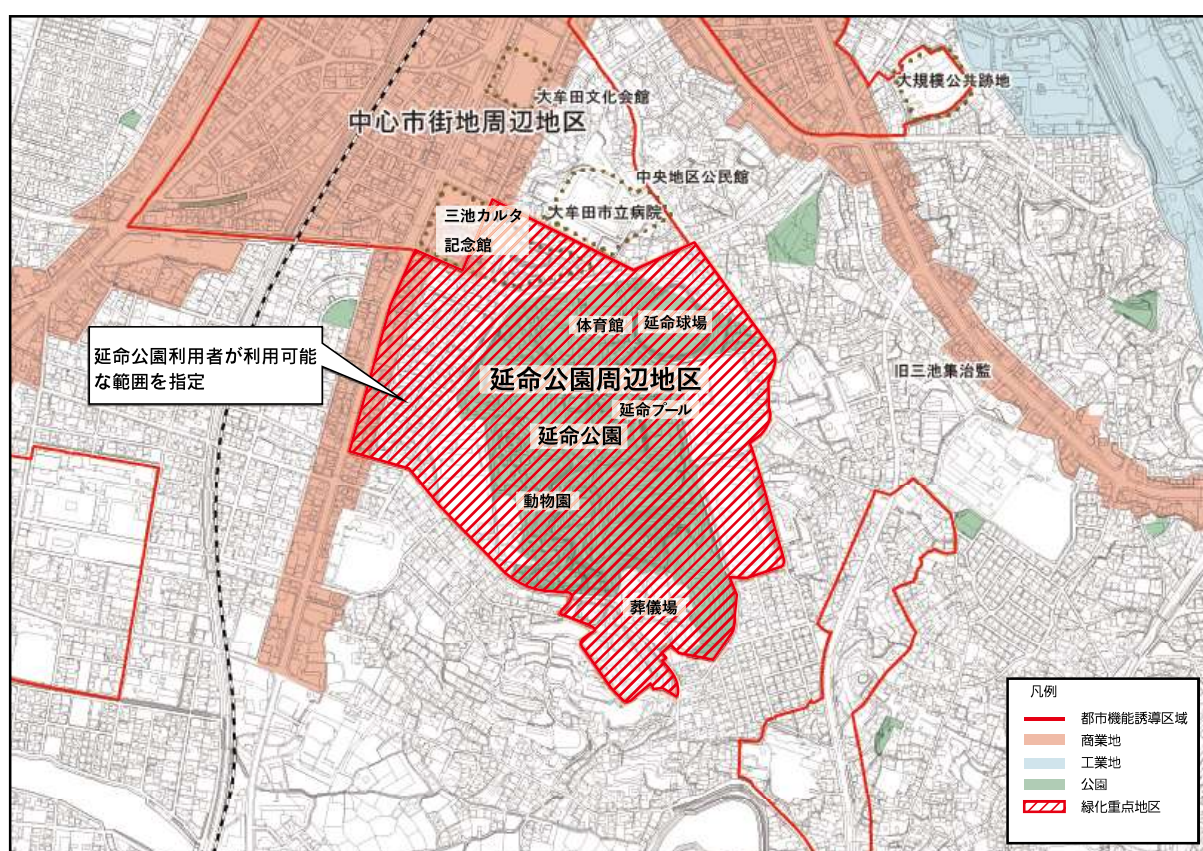 大規模公共跡地
大牟田文化会館
中心市街地周辺地区
中央地区公民館
大牟田市立病院
三池カルタ
記念館
体育館
延命球場
延命公園利用者が利用可能
な範囲を指定
旧三池集治監
延命公園周辺地区
延命プール
延命公園
動物園
葬儀場
凡例
都市機能誘導区域
商業地
工業地
公園
緑化重点地区